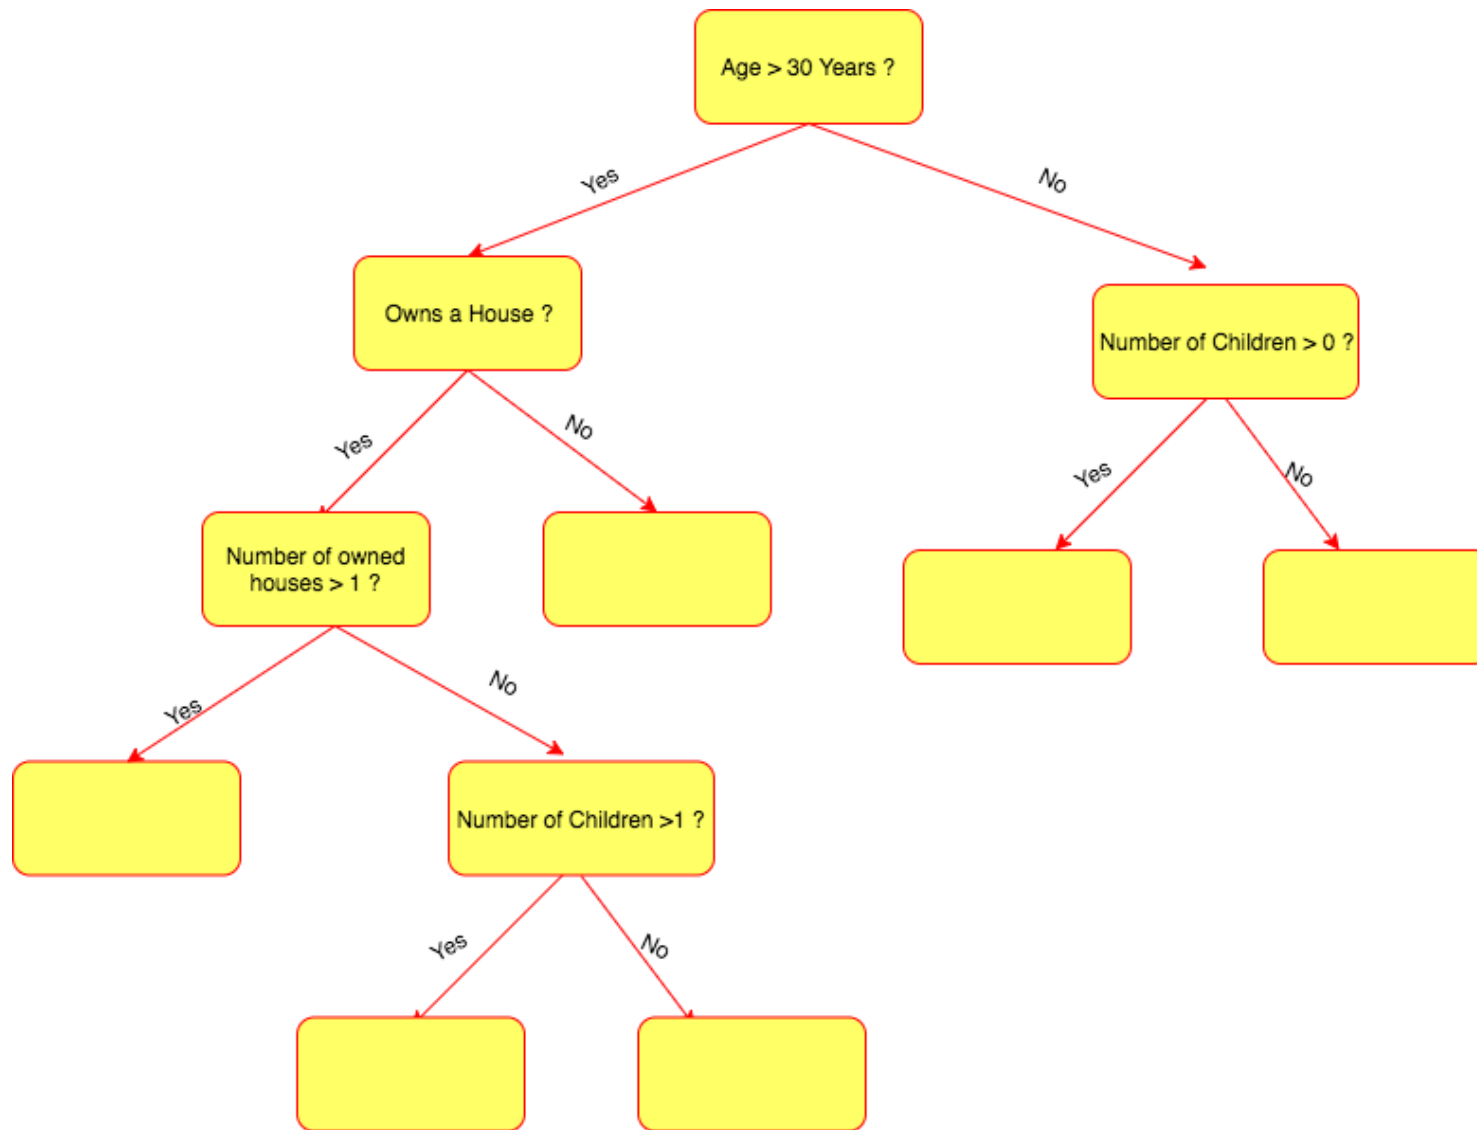 Age > 30 Years ?
Yes
No
Owns a House ?
Number of Children > 0 ?
Yes
No
Yes
No
Number of owned
houses > 1 ?
Yes
No
Number of Children >1 ?
Yes
No